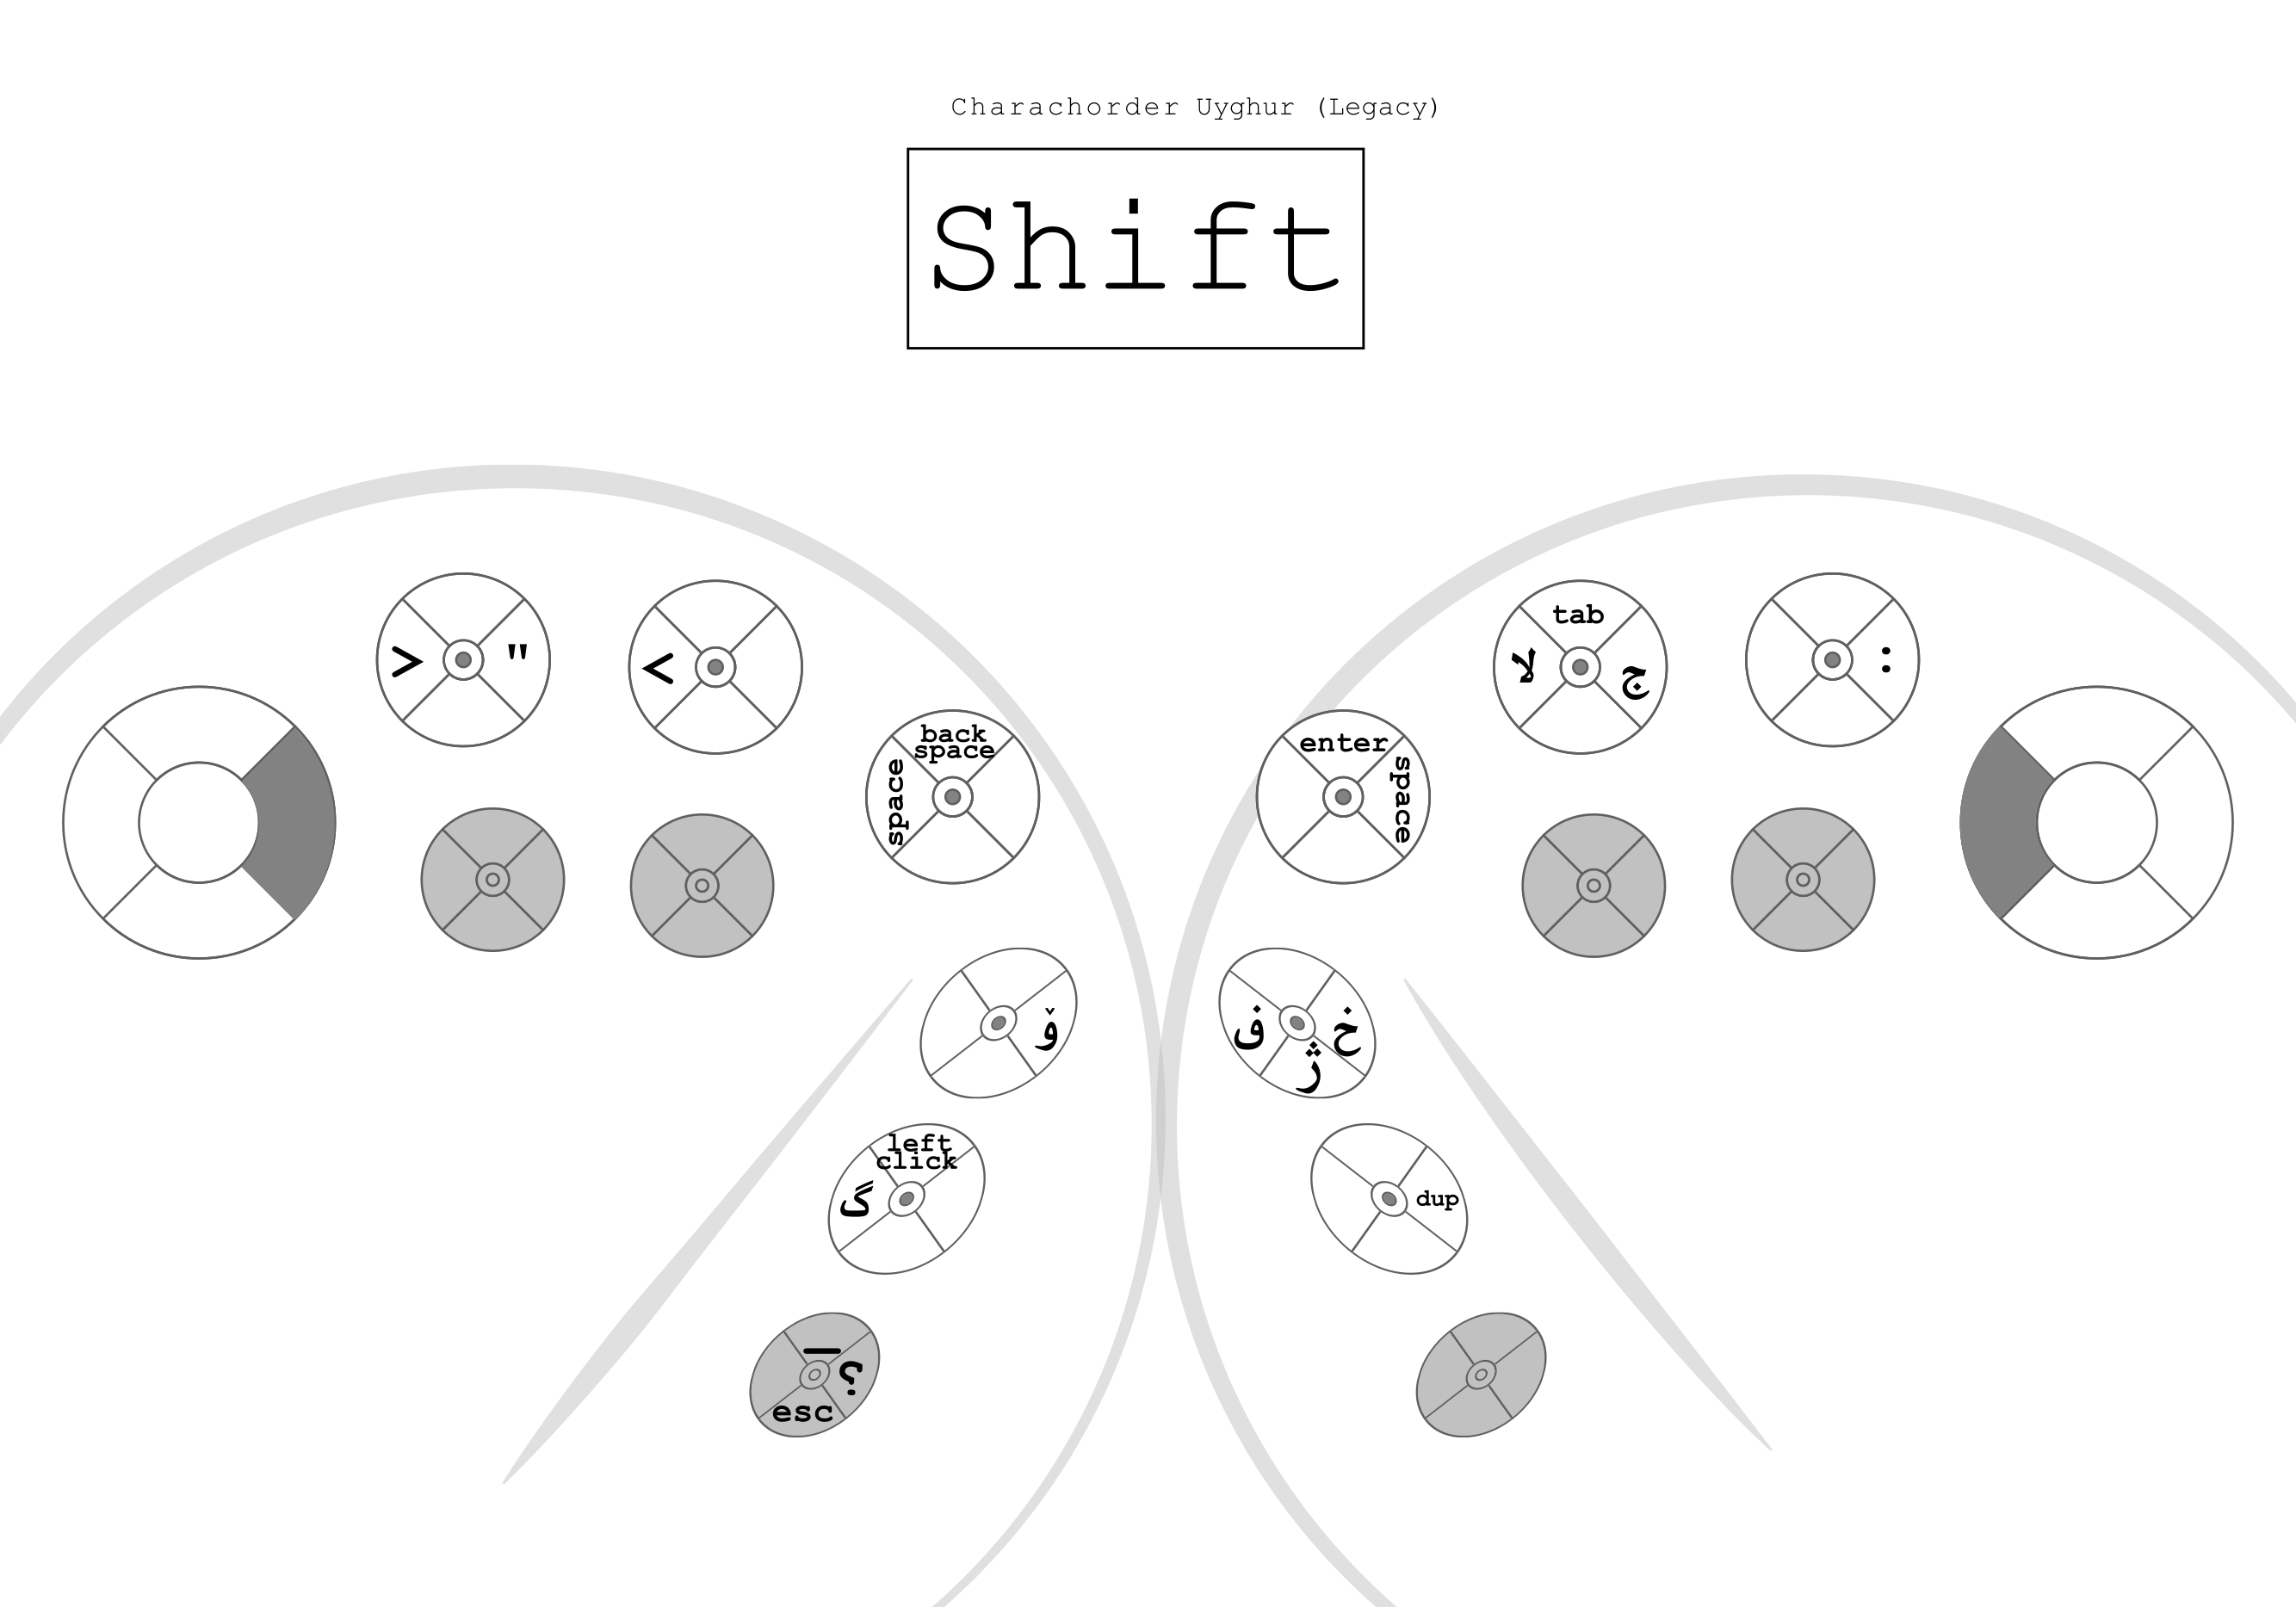 Charachorder Uyghur (Legacy)
Shift
> "
<
back
space
space
enter
space
tab
لا
ج
:
ۋ
left
click
گ
—
؟
esc
ف
خ
ژ
dup